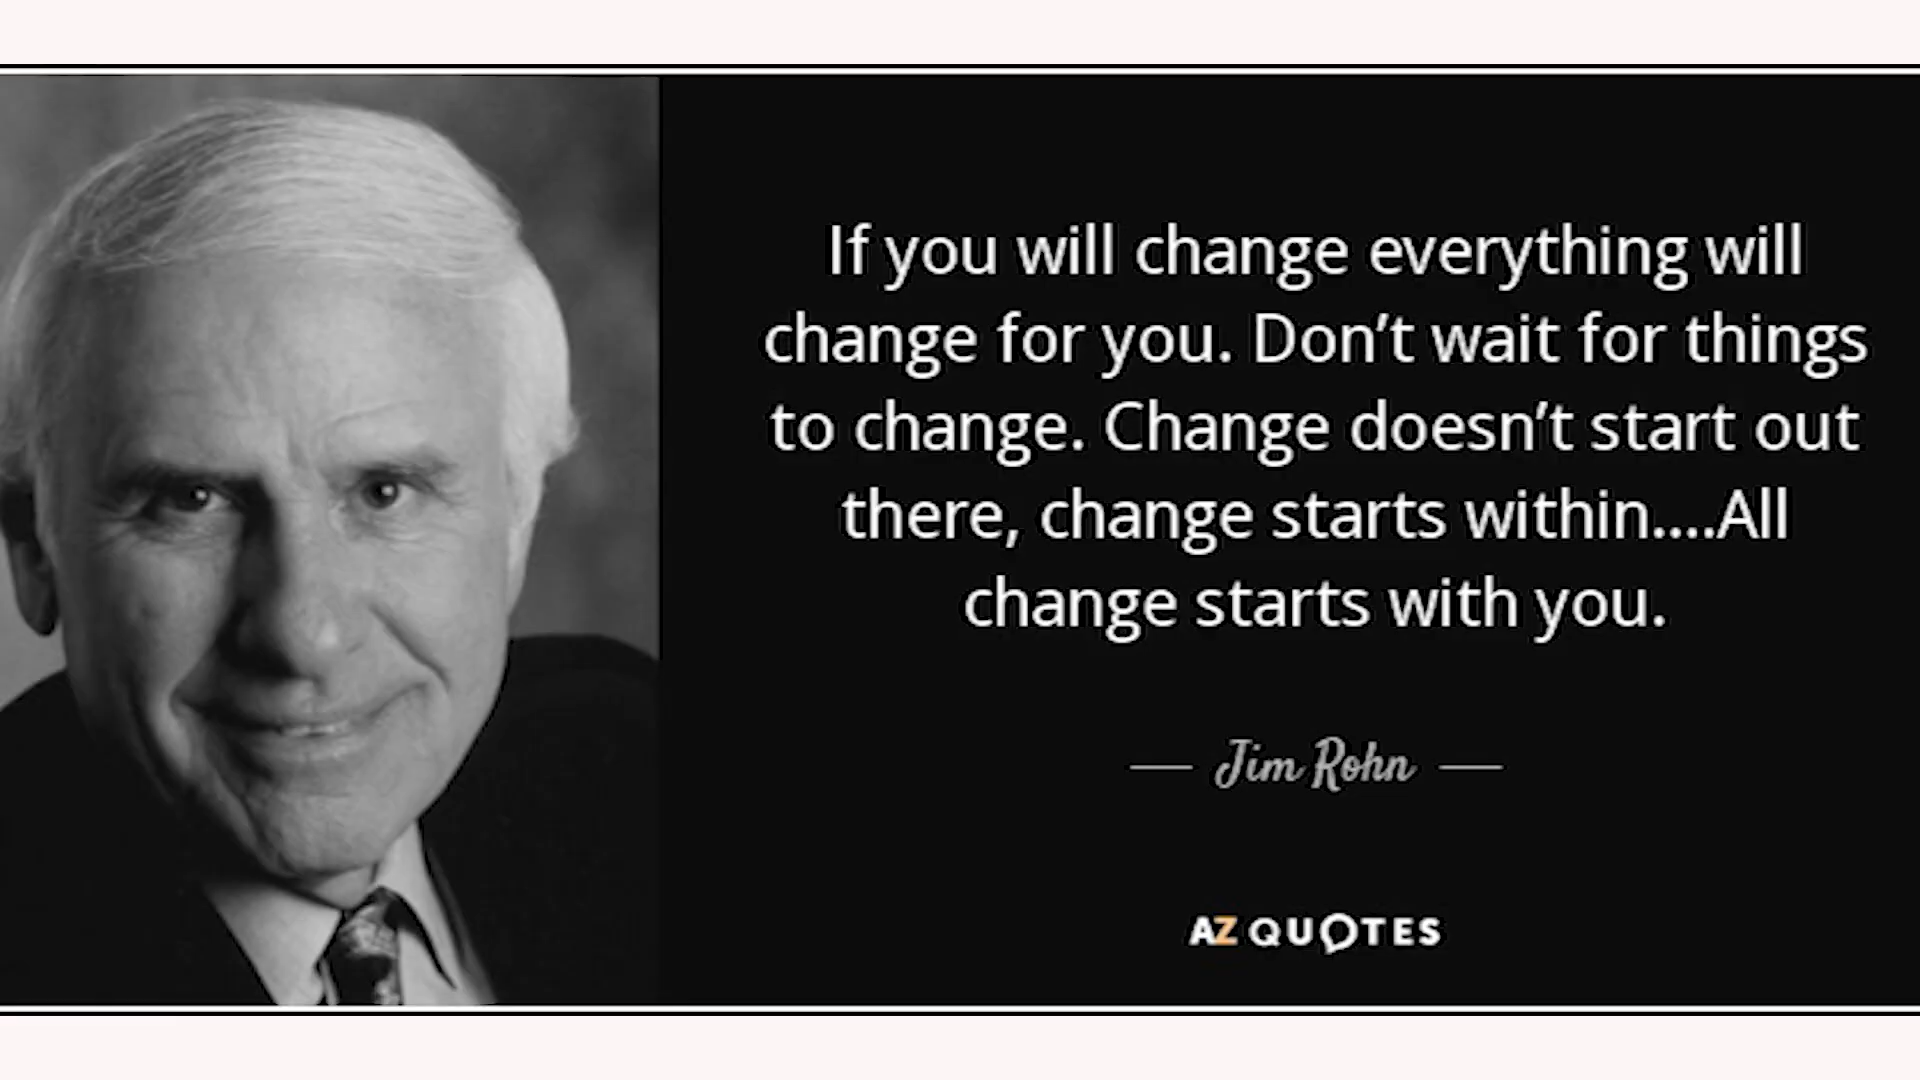 If you will change everything will
change for you. Don’t wait for things
to change. Change doesn’t start out
there, change starts within....All
change starts with you.
— Jim Rohn —
AZ QUOTES